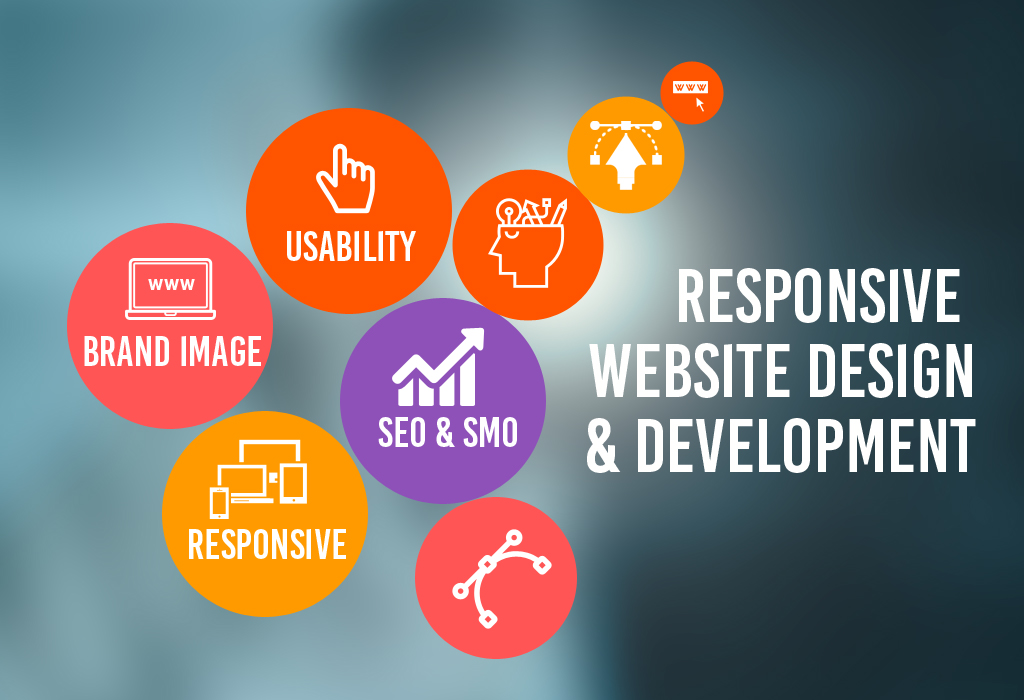 WWW
USABILITY
WWW
BRAND IMAGE
SEO & SMO
RESPONSIVE
RESPONSIVE
WEBSITE DESIGN
& DEVELOPMENT